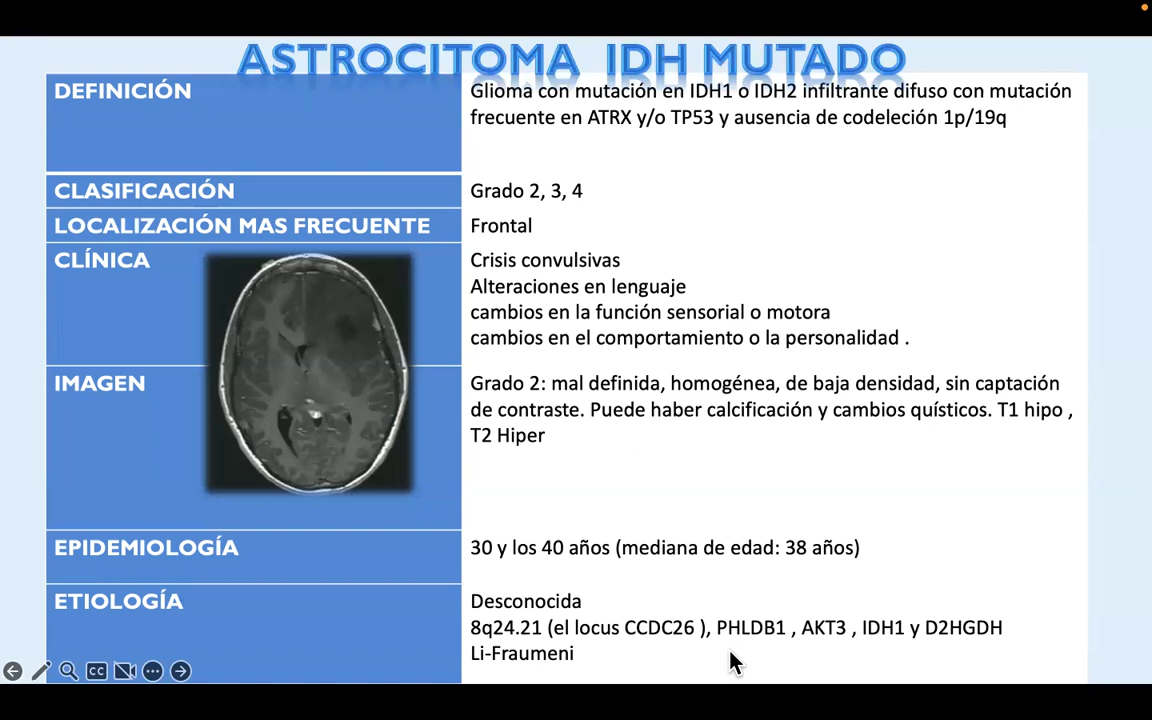 ASTROCITOMA IDH MUTADO
DEFINICIÓN
Glioma con mutación en IDH1 o IDH2 infiltrante difuso con mutación
frecuente en ATRX y/o TP53 y ausencia de codeleción 1p/19q
CLASIFICACIÓN
Grado 2, 3, 4
LOCALIZACIÓN MAS FRECUENTE
Frontal
CLÍNICA
Crisis convulsivas
Alteraciones en lenguaje
cambios en la función sensorial o motora
cambios en el comportamiento o la personalidad .
IMAGEN
Grado 2: mal definida, homogénea, de baja densidad, sin captación
de contraste. Puede haber calcificación y cambios quísticos. T1 hipo ,
T2 Hiper
EPIDEMIOLOGÍA
30 y los 40 años (mediana de edad: 38 años)
ETIOLOGÍA
Desconocida
8q24.21 (el locus CCDC26 ), PHLDB1 , AKT3 , IDH1 y D2HGDH
Li-Fraumeni
CC